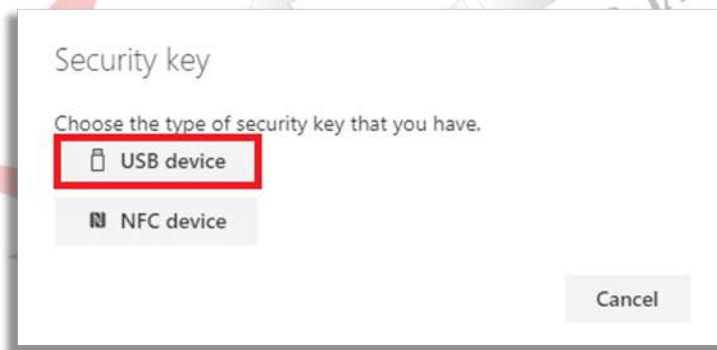 Security key
Choose the type of security key that you have.
USB device
NFC device
Cancel